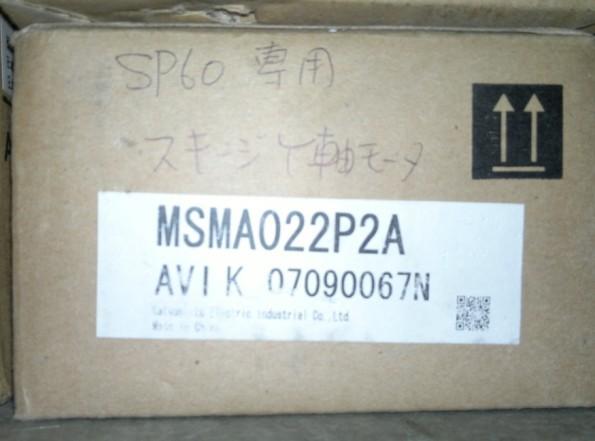 SP60 専用
スキージ Y軸モータ
MSMA022P2A
AVIK 07090067N
Electric Industrial Co., Ltd.
Made in China